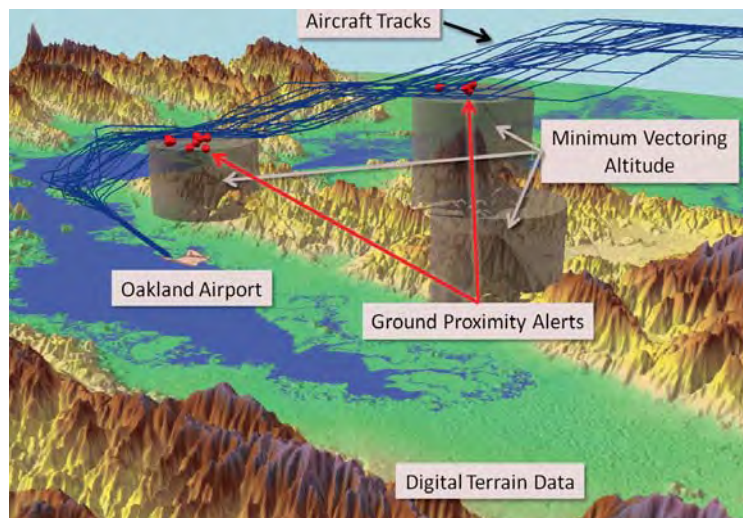 Aircraft Tracks
Minimum Vectoring
Altitude
Oakland Airport
Ground Proximity Alerts
Digital Terrain Data